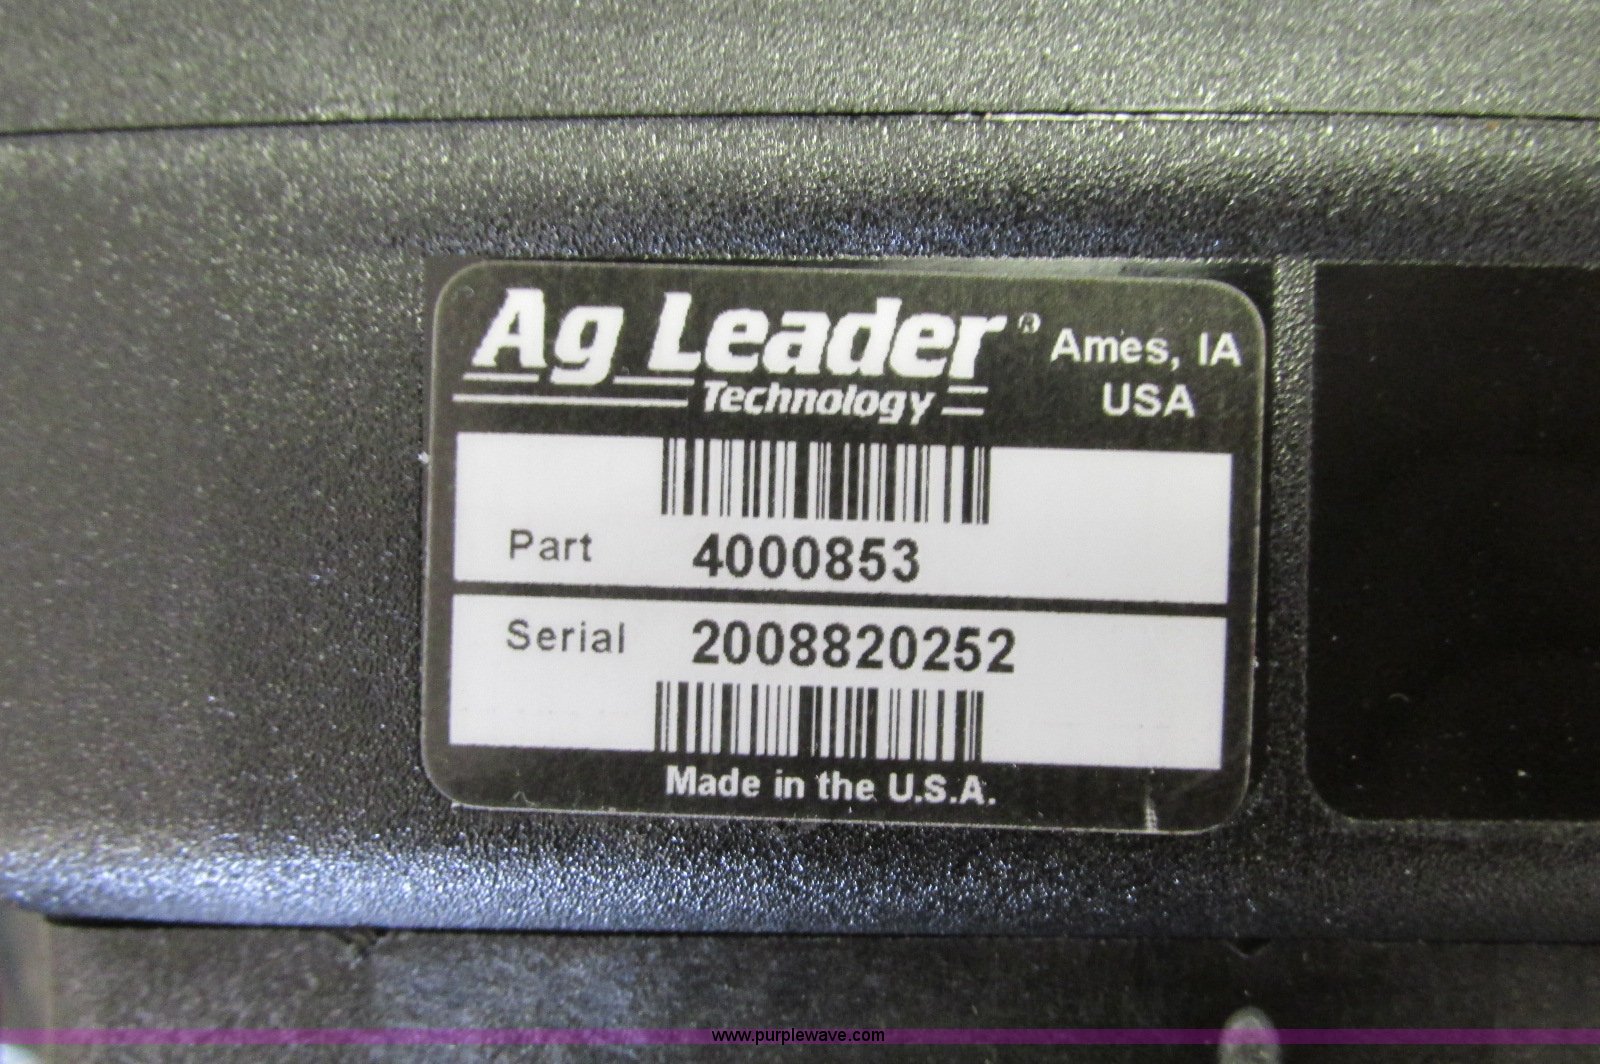 Ag Leader® Ames, IA
Technology USA
Part 4000853
Serial 2008820252
Made in the U.S.A.
www.purplewave.com